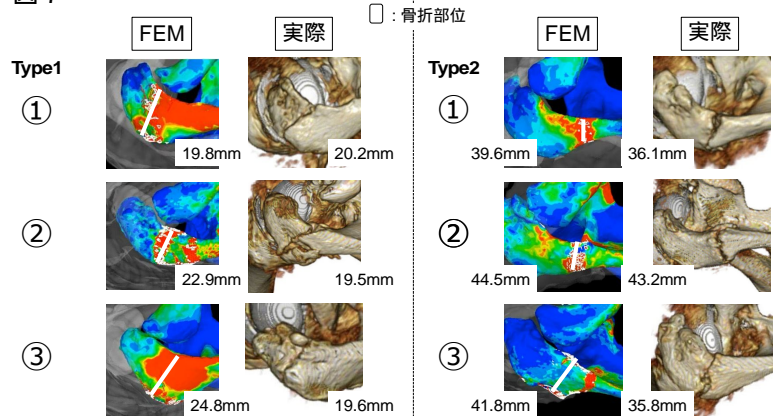 ：骨折部位
FEM 実際 FEM 実際
Type1 Type2
① ①
19.8mm 20.2mm 39.6mm 36.1mm
② ②
22.9mm 19.5mm 44.5mm 43.2mm
③ ③
24.8mm 19.6mm 41.8mm 35.8mm